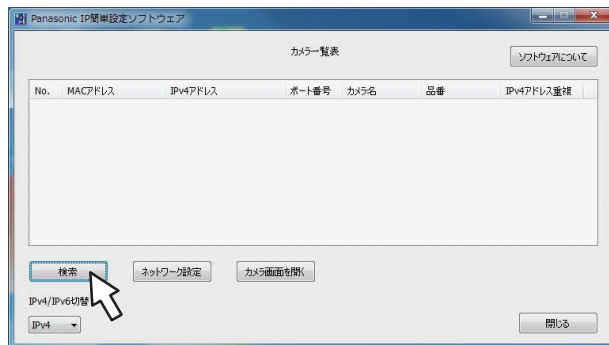 Panasonic IP簡単設定ソフトウェア
カメラ一覧表
ソフトウェアについて
No. MACアドレス IPv4アドレス ポート番号 カメラ名 品番 IPv4アドレス重複
検索 ネットワーク設定 カメラ画面を開く
IPv4/IPv6切替
IPv4 閉じる